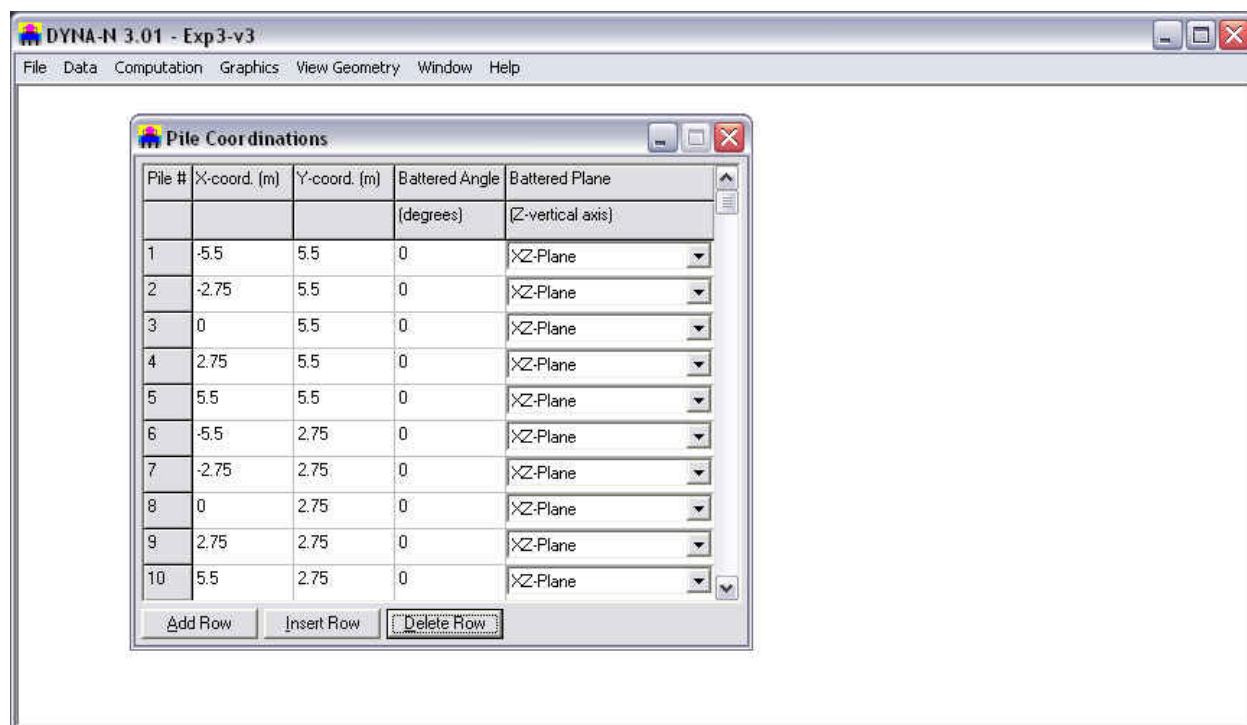 DYNA-N 3.01 - Exp3-v3
File Data Computation Graphics View Geometry Window Help
Pile Coordinations
Pile # X-coord. (m) Y-coord. (m) Battered Angle Battered Plane
(degrees) (Z-vertical axis)
1 -5.5 5.5 0 XZ-Plane
2 -2.75 5.5 0 XZ-Plane
3 0 5.5 0 XZ-Plane
4 2.75 5.5 0 XZ-Plane
5 5.5 5.5 0 XZ-Plane
6 -5.5 2.75 0 XZ-Plane
7 -2.75 2.75 0 XZ-Plane
8 0 2.75 0 XZ-Plane
9 2.75 2.75 0 XZ-Plane
10 5.5 2.75 0 XZ-Plane
Add Row Insert Row Delete Row